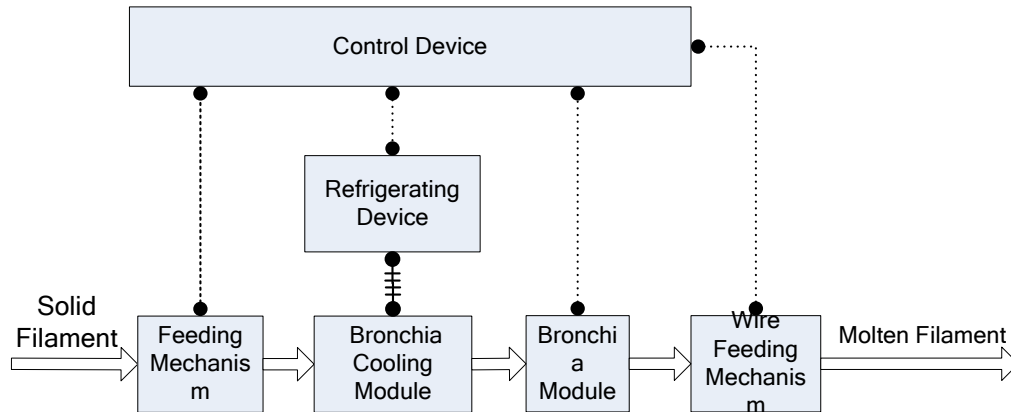 Control Device
Refrigerating
Device
Solid
Filament
Feeding
Mechanis
m
Bronchia
Cooling
Module
Bronchi
a
Module
Wire
Feeding
Mechanis
m
Molten Filament